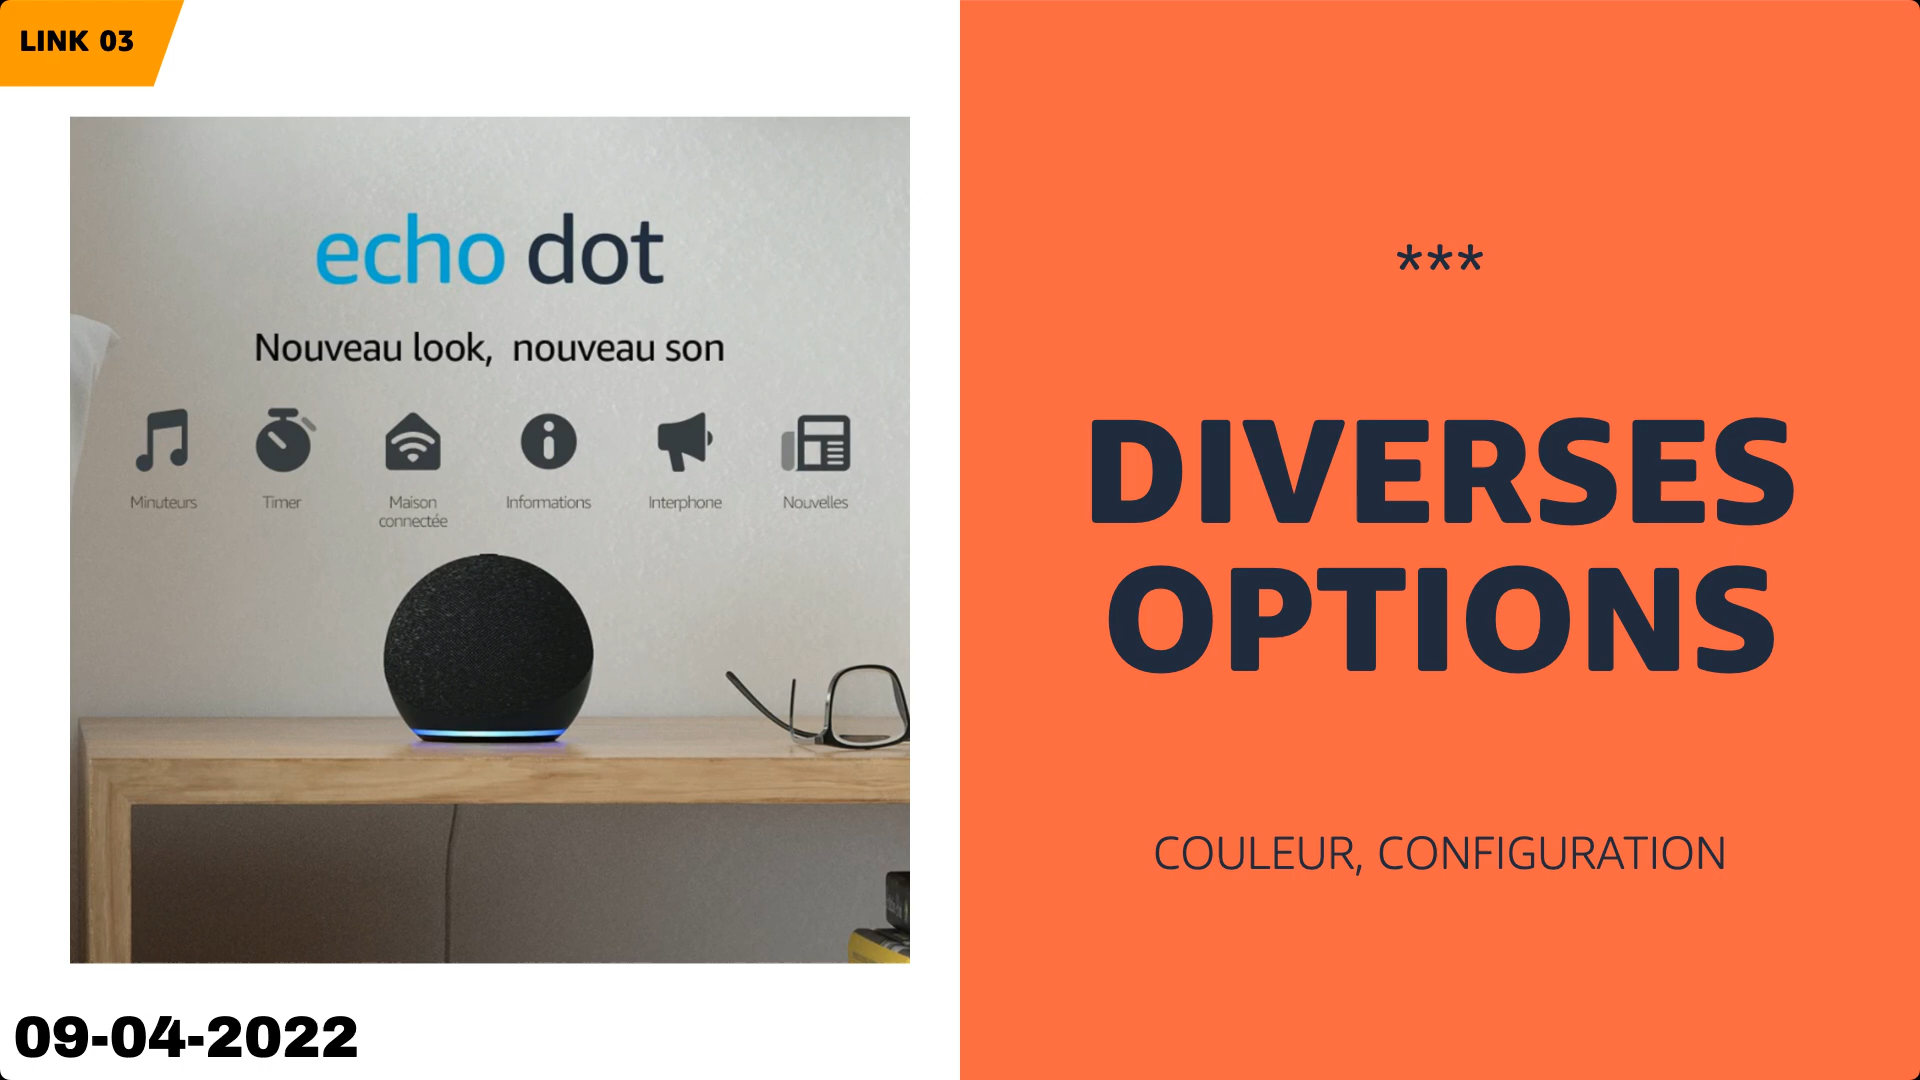 LINK 03
echo dot
Nouveau look, nouveau son
Minuteurs
Timer
Maison
connectée
Informations
Interphone
Nouvelles
09-04-2022
***
DIVERSES
OPTIONS
COULEUR, CONFIGURATION